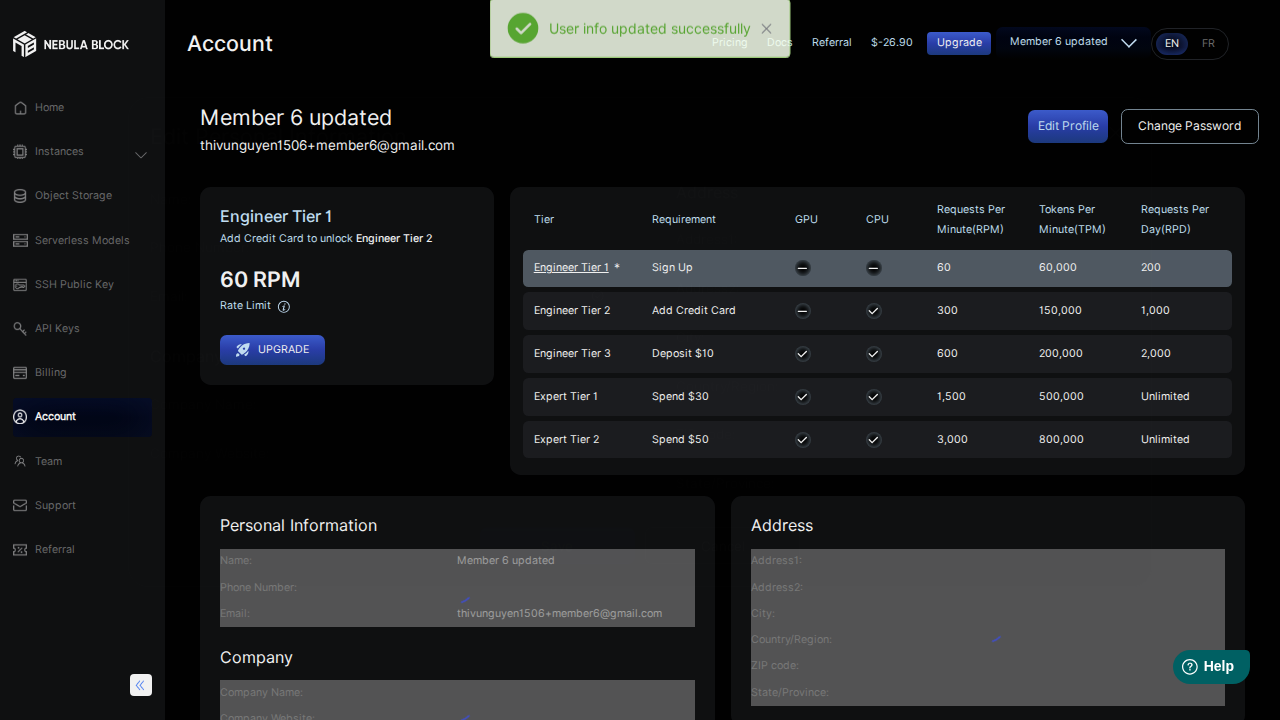 NEBULA BLOCK
Account
User info updated successfully
Pricing
Docs
Referral
$-26.90
Upgrade
Member 6 updated
EN
FR
Home
Instances
Object Storage
Serverless Models
SSH Public Key
API Keys
Billing
Account
Team
Support
Referral
Member 6 updated
thivunguyen1506+member6@gmail.com
Edit Profile
Change Password
Engineer Tier 1
Add Credit Card to unlock Engineer Tier 2
60 RPM
Rate Limit
UPGRADE
Tier Requirement GPU CPU Requests Per Minute(RPM) Tokens Per Minute(TPM) Requests Per Day(RPD)
Engineer Tier 1 * Sign Up 60 60,000 200
Engineer Tier 2 Add Credit Card 300 150,000 1,000
Engineer Tier 3 Deposit $10 600 200,000 2,000
Expert Tier 1 Spend $30 1,500 500,000 Unlimited
Expert Tier 2 Spend $50 3,000 800,000 Unlimited
Personal Information
Name: Member 6 updated
Phone Number:
Email: thivunguyen1506+member6@gmail.com
Company
Company Name:
Company Website:
Address
Address1:
Address2:
City:
Country/Region:
ZIP code:
State/Province:
Help